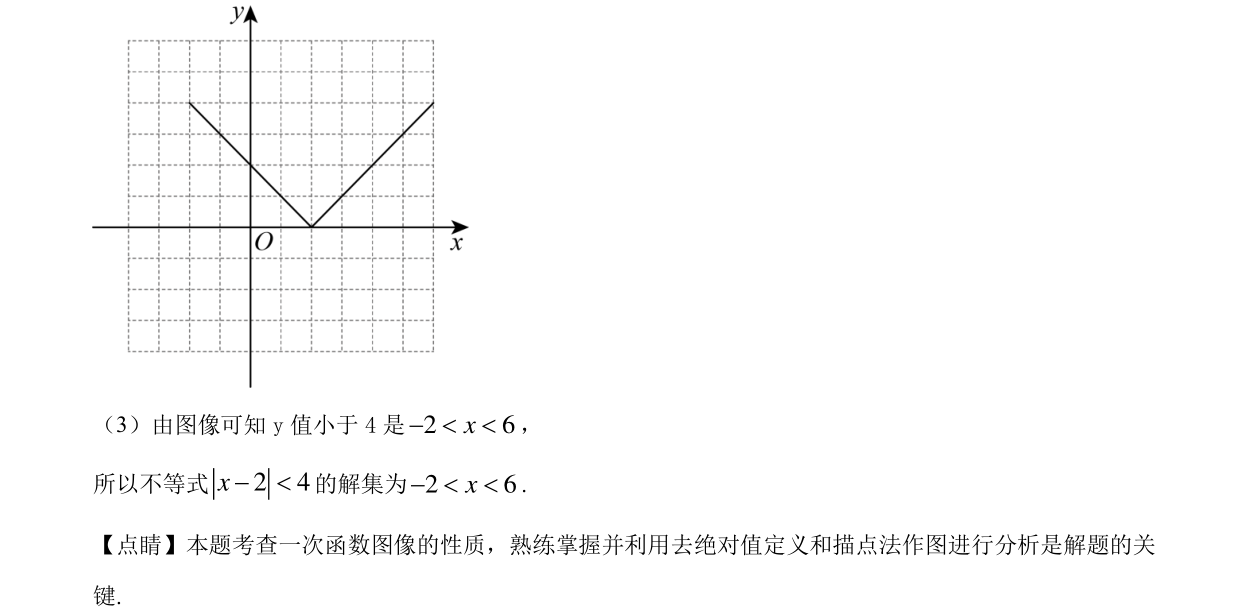 y
O
x
（3）由图像可知 y 值小于 4 是 −2 < x < 6，
所以不等式|x − 2| < 4 的解集为 −2 < x < 6．
【点睛】本题考查一次函数图像的性质，熟练掌握并利用去绝对值定义和描点法作图进行分析是解题的关
键.